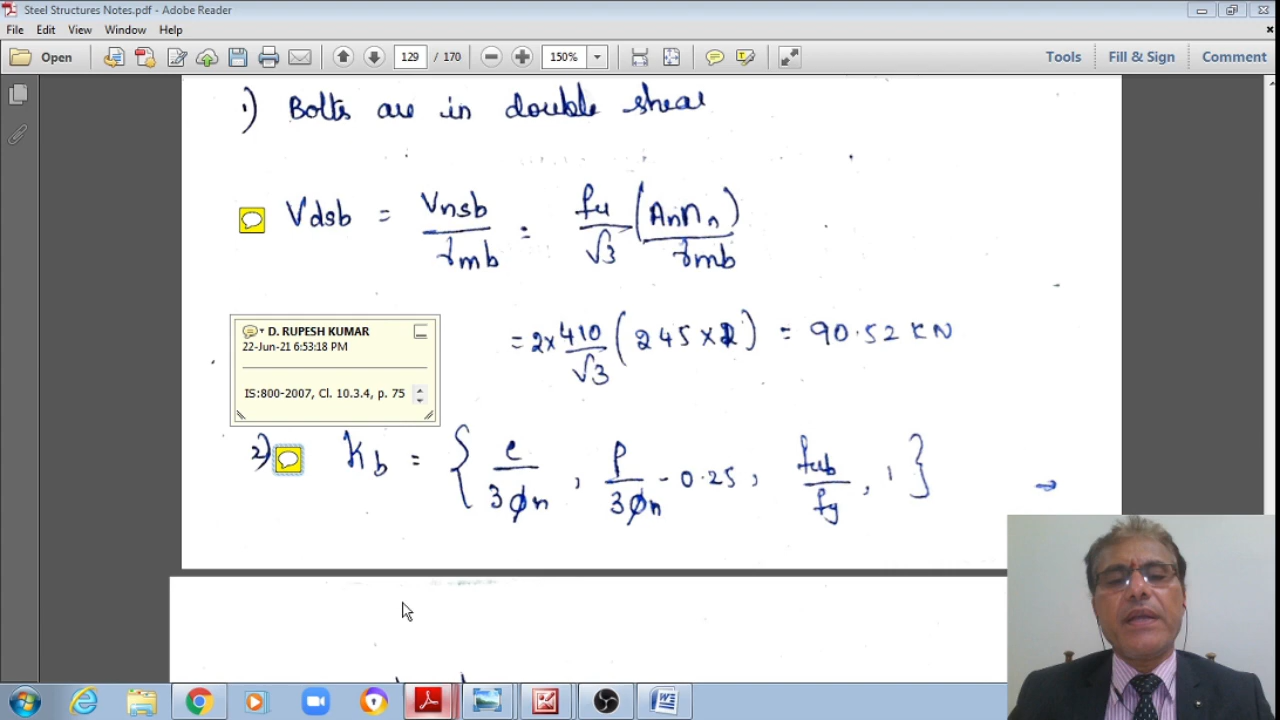 Steel Structures Notes.pdf - Adobe Reader
File Edit View Window Help
Open 129 / 170 150% Tools Fill & Sign Comment
1) Bolts are in double shear
Vdsb = Vnsb / γmb = fu / √3 (Ann n / γmb)
D. RUPESH KUMAR
22-Jun-21 6:53:18 PM
IS:800-2007, Cl. 10.3.4, p. 75
= 2 × 410 / √3 (245 × 2) = 90.52 KN
2) Kb = { e / 3φn , p / 3φn - 0.25 , fub / fy , 1 }